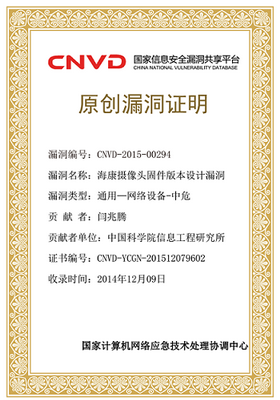 CNVD 国家信息安全漏洞共享平台
CHINA NATIONAL VULNERABILITY DATABASE
原创漏洞证明
漏洞编号：CNVD-2015-00294
漏洞名称：海康摄像头固件版本设计漏洞
漏洞类型：通用—网络设备-中危
贡 献 者：闫兆腾
贡献者单位：中国科学院信息工程研究所
证书编号：CNVD-YCGN-201512079602
收录时间：2014年12月09日
国家计算机网络应急技术处理协调中心